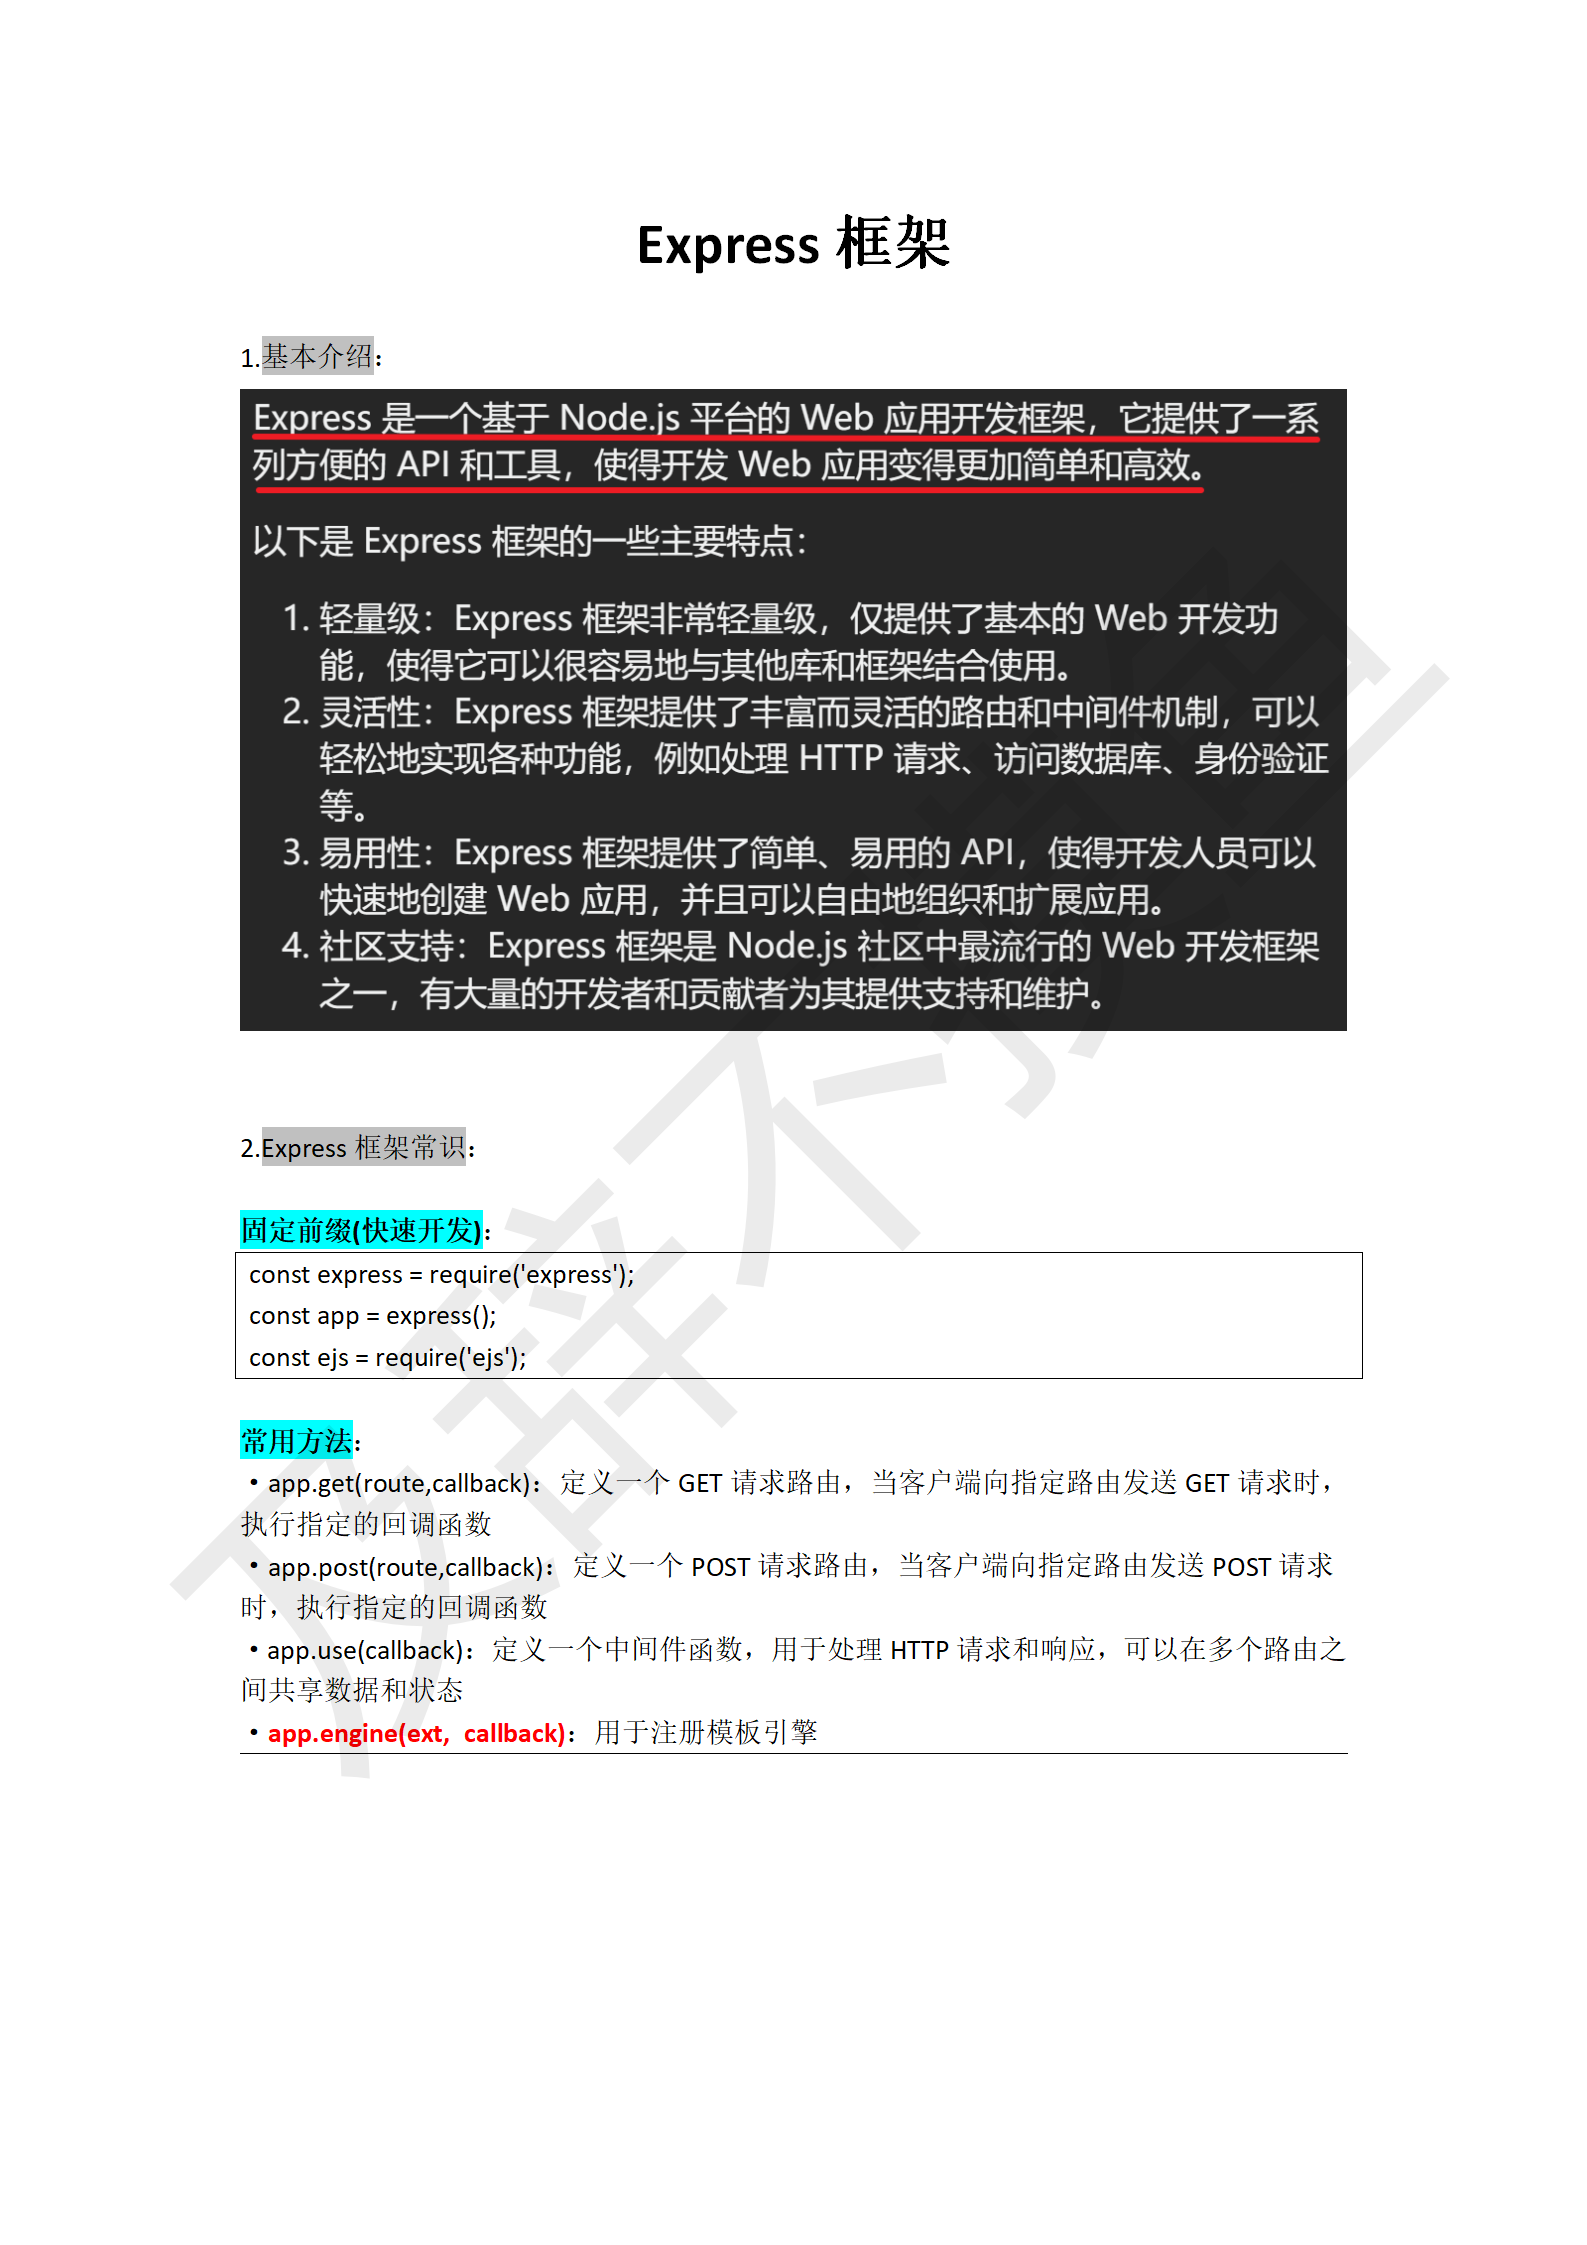 Express 框架
1.基本介绍：
Express 是一个基于 Node.js 平台的 Web 应用开发框架，它提供了一系
列方便的 API 和工具，使得开发 Web 应用变得更加简单和高效。
以下是 Express 框架的一些主要特点：
1. 轻量级：Express 框架非常轻量级，仅提供了基本的 Web 开发功
能，使得它可以很容易地与其他库和框架结合使用。
2. 灵活性：Express 框架提供了丰富而灵活的路由和中间件机制，可以
轻松地实现各种功能，例如处理 HTTP 请求、访问数据库、身份验证
等。
3. 易用性：Express 框架提供了简单、易用的 API，使得开发人员可以
快速地创建 Web 应用，并且可以自由地组织和扩展应用。
4. 社区支持：Express 框架是 Node.js 社区中最流行的 Web 开发框架
之一，有大量的开发者和贡献者为其提供支持和维护。
2.Express 框架常识：
固定前缀(快速开发)：
const express = require('express');
const app = express();
const ejs = require('ejs');
常用方法：
·app.get(route,callback)：定义一个 GET 请求路由，当客户端向指定路由发送 GET 请求时，
执行指定的回调函数
·app.post(route,callback)：定义一个 POST 请求路由，当客户端向指定路由发送 POST 请求
时，执行指定的回调函数
·app.use(callback)：定义一个中间件函数，用于处理 HTTP 请求和响应，可以在多个路由之
间共享数据和状态
·app.engine(ext, callback)：用于注册模板引擎
及辞不摸鱼